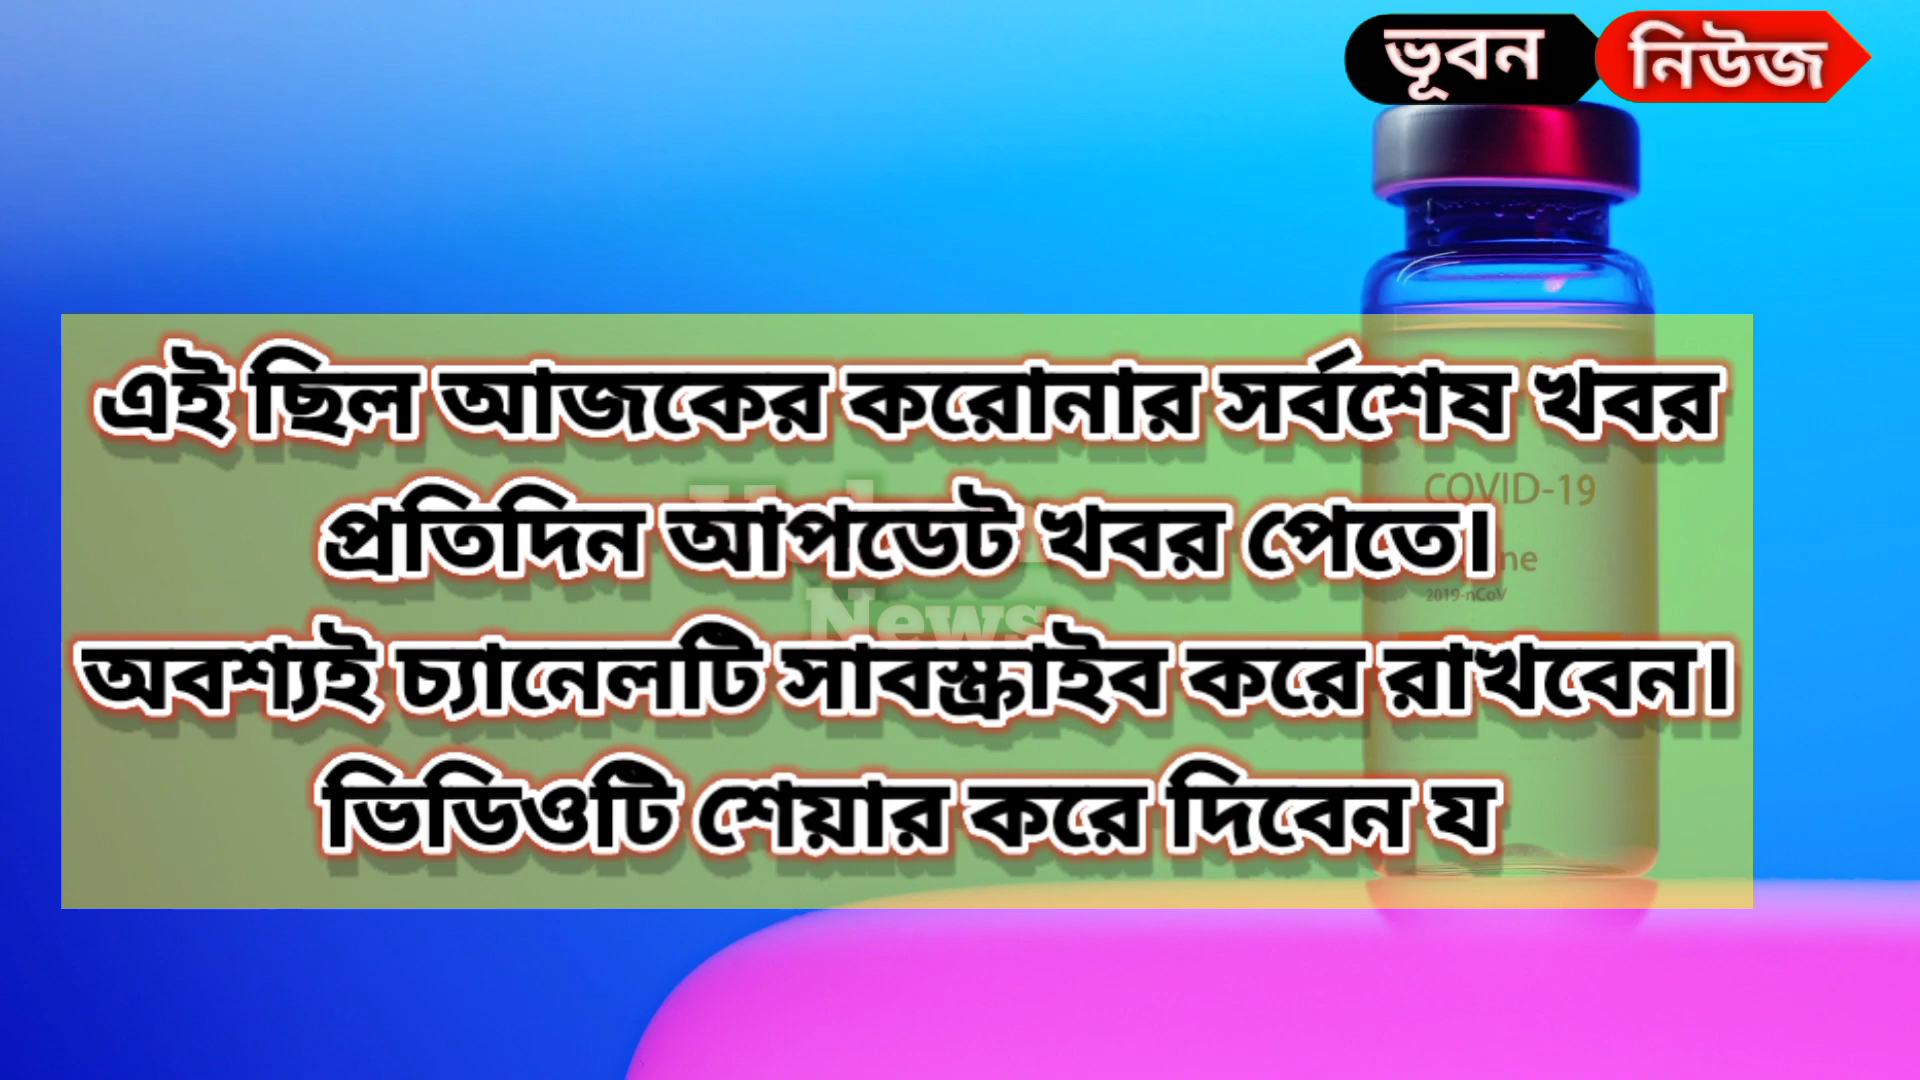 ভূবন নিউজ
এই ছিল আজকের করোনার সর্বশেষ খবর
প্রতিদিন আপডেট খবর পেতে।
অবশ্যই চ্যানেলটি সাবস্ক্রাইব করে রাখবেন।
ভিডিওটি শেয়ার করে দিবেন য
News
COVID-19
2019-nCoV